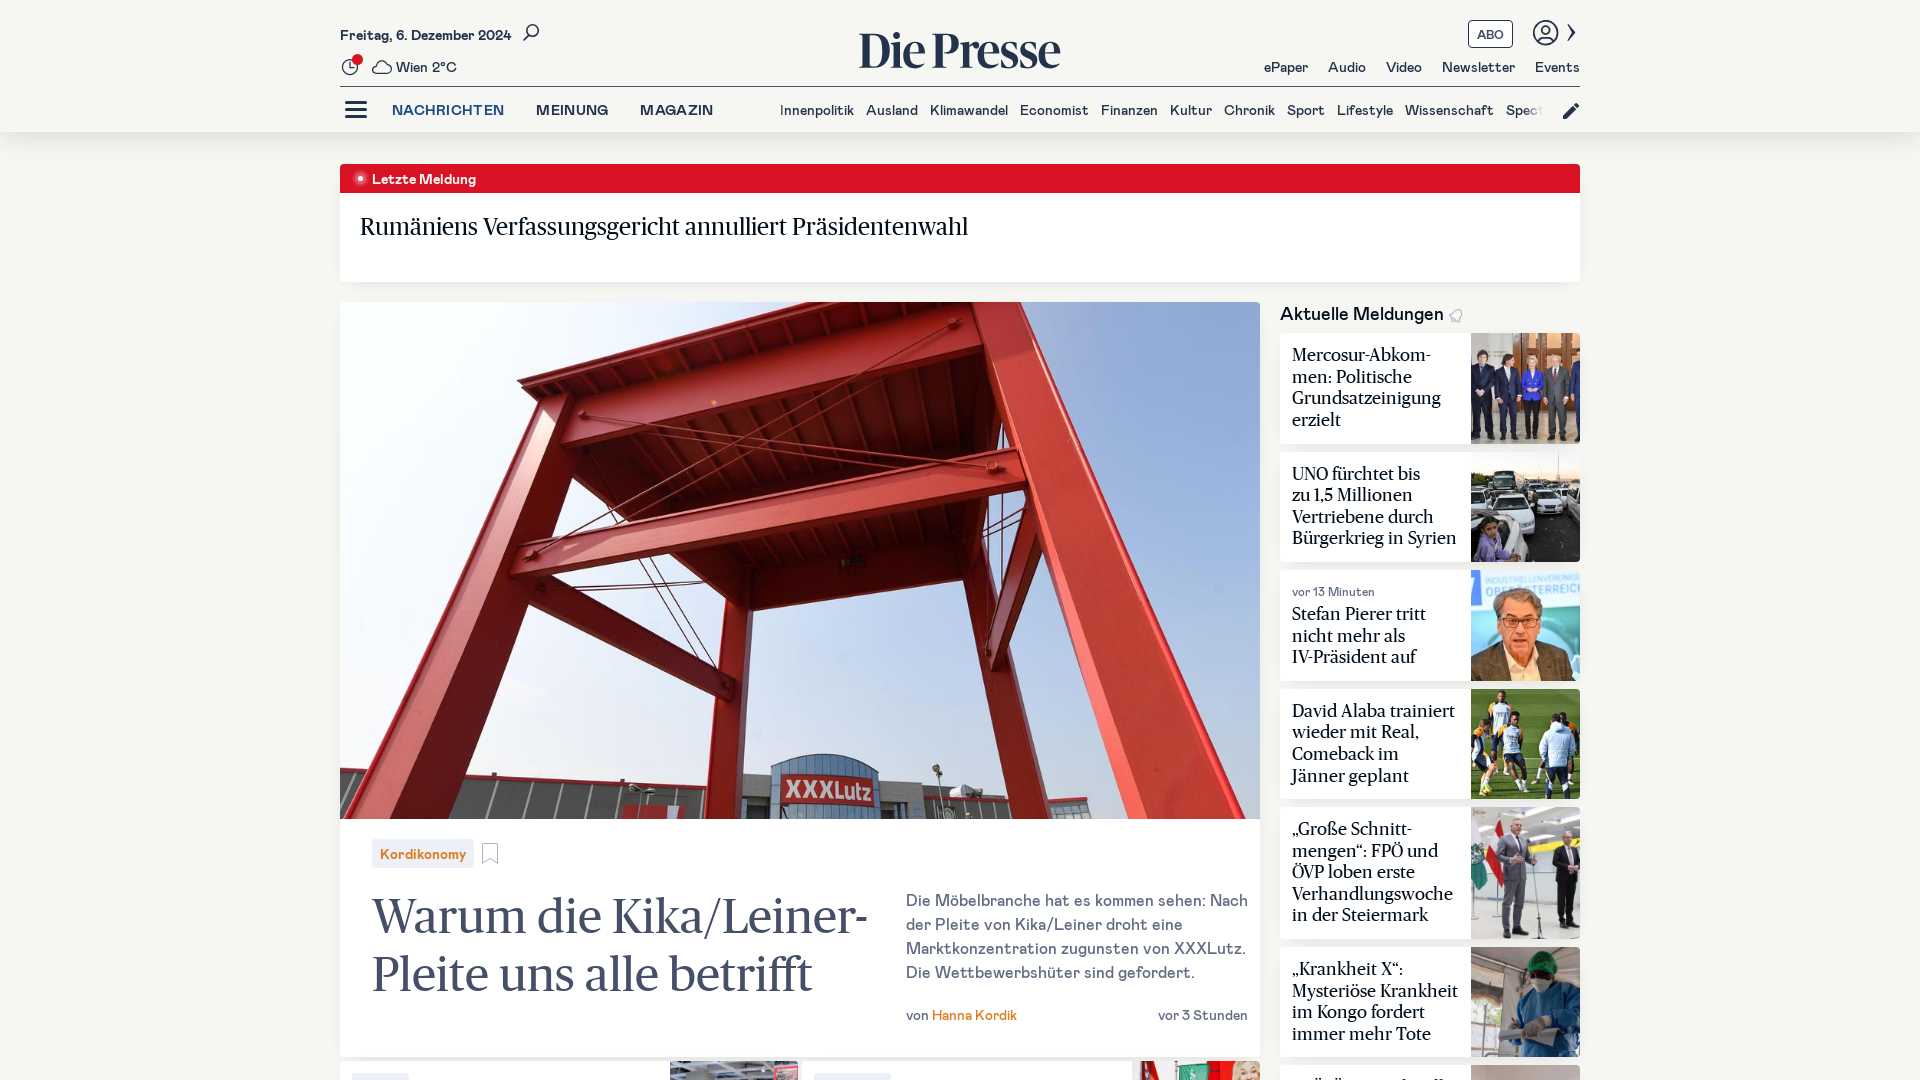 Freitag, 6. Dezember 2024
Die Presse
ABO
Wien 2°C
ePaper Audio Video Newsletter Events
NACHRICHTEN MEINUNG MAGAZIN
Innenpolitik Ausland Klimawandel Economist Finanzen Kultur Chronik Sport Lifestyle Wissenschaft Spect
Letzte Meldung
Rumäniens Verfassungsgericht annulliert Präsidentenwahl
XXXLutz
Kordikonomy
Warum die Kika/Leiner-
Pleite uns alle betrifft
Die Möbelbranche hat es kommen sehen: Nach
der Pleite von Kika/Leiner droht eine
Marktkonzentration zugunsten von XXXLutz.
Die Wettbewerbshüter sind gefordert.
von Hanna Kordik
vor 3 Stunden
Aktuelle Meldungen
Mercosur-Abkom-
men: Politische
Grundsatzeinigung
erzielt
UNO fürchtet bis
zu 1,5 Millionen
Vertriebene durch
Bürgerkrieg in Syrien
vor 13 Minuten
Stefan Pierer tritt
nicht mehr als
IV-Präsident auf
David Alaba trainiert
wieder mit Real,
Comeback im
Jänner geplant
„Große Schnitt-
mengen“: FPÖ und
ÖVP loben erste
Verhandlungswoche
in der Steiermark
„Krankheit X“:
Mysteriöse Krankheit
im Kongo fordert
immer mehr Tote